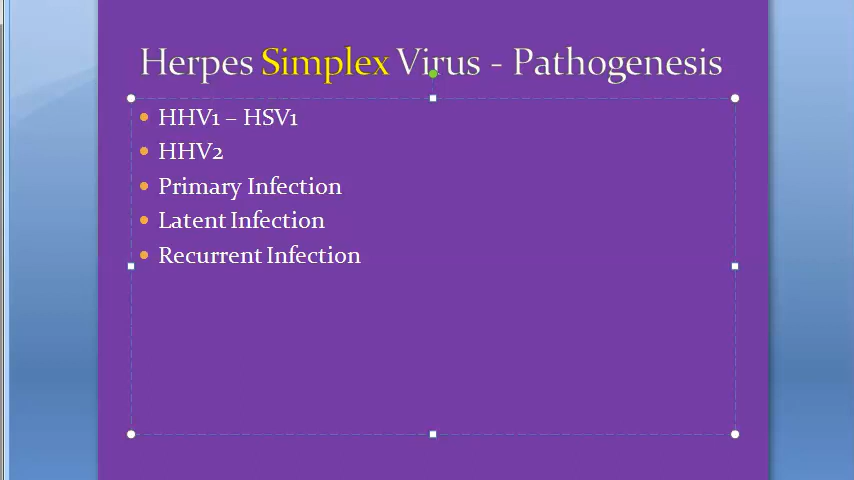 Herpes Simplex Virus - Pathogenesis
HHV1 – HSV1
HHV2
Primary Infection
Latent Infection
Recurrent Infection